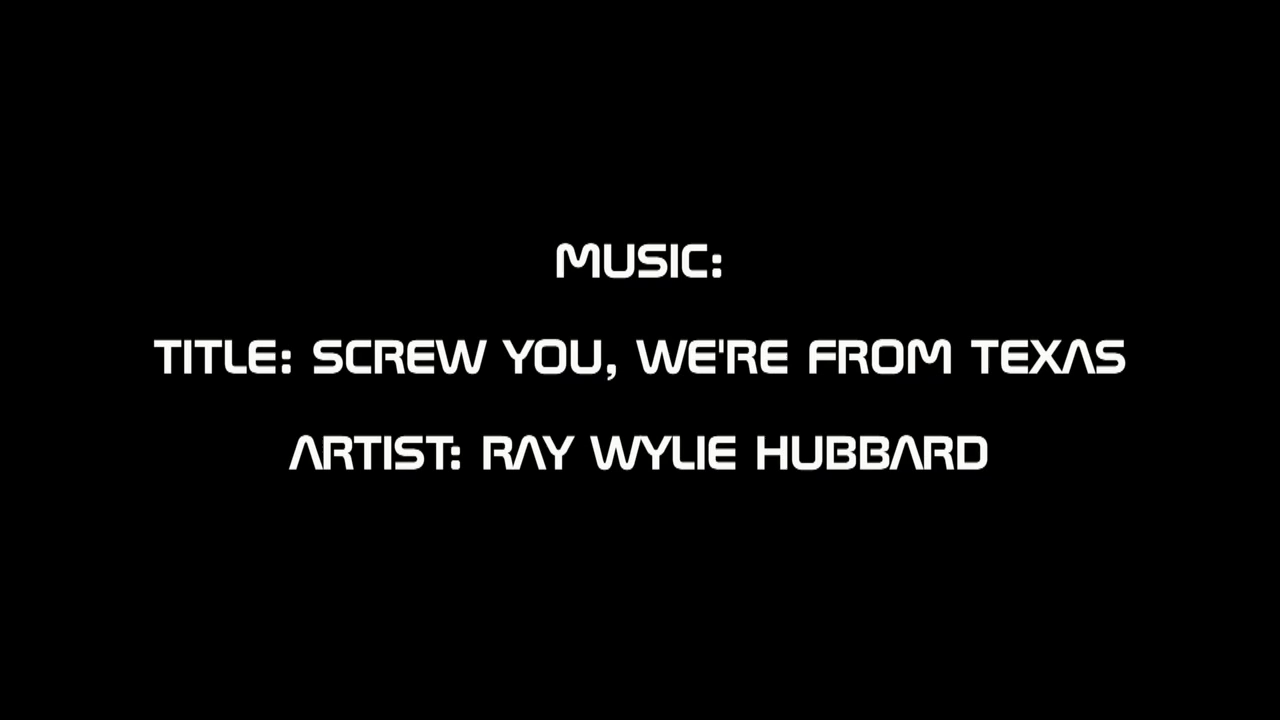 MUSIC:
TITLE: SCREW YOU, WE'RE FROM TEXAS
ARTIST: RAY WYLIE HUBBARD